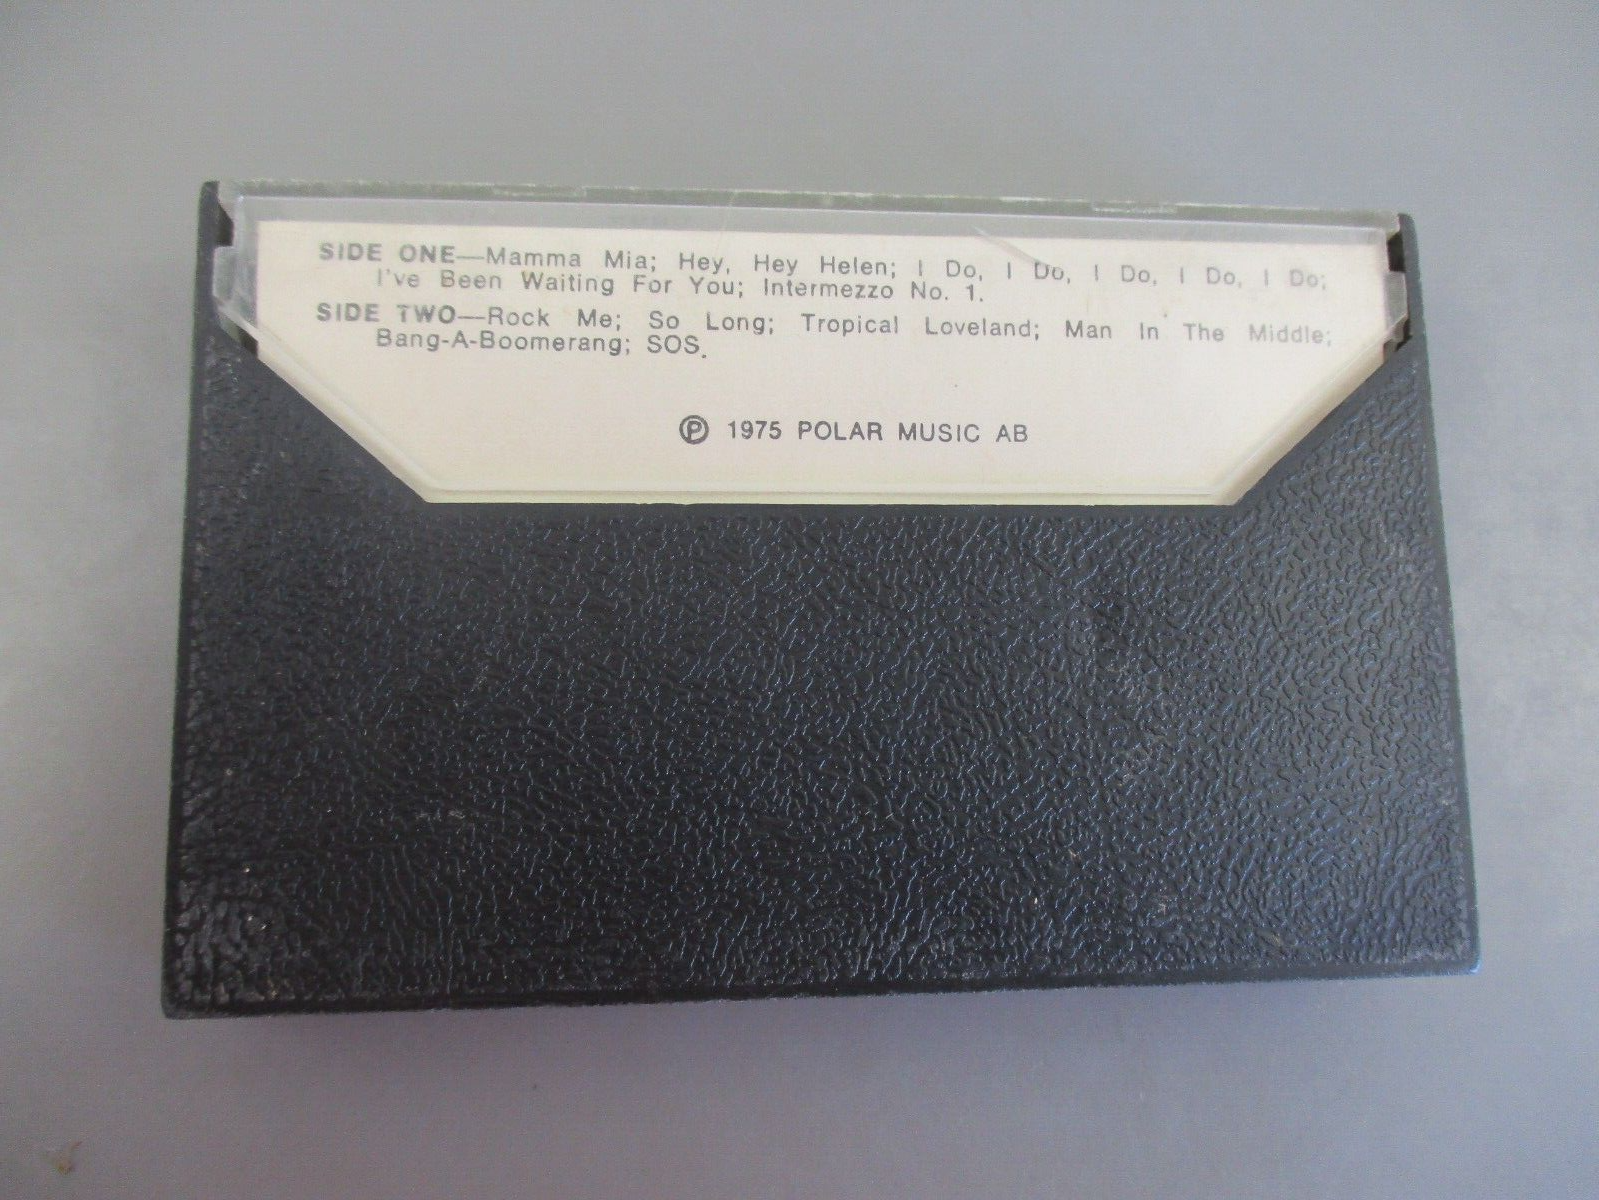 SIDE ONE—Mamma Mia; Hey, Hey Helen; I Do, I Do, I Do, I Do, I Do;
I've Been Waiting For You; Intermezzo No. 1.
SIDE TWO—Rock Me; So Long; Tropical Loveland; Man In The Middle;
Bang-A-Boomerang; SOS.
Ⓟ 1975 POLAR MUSIC AB